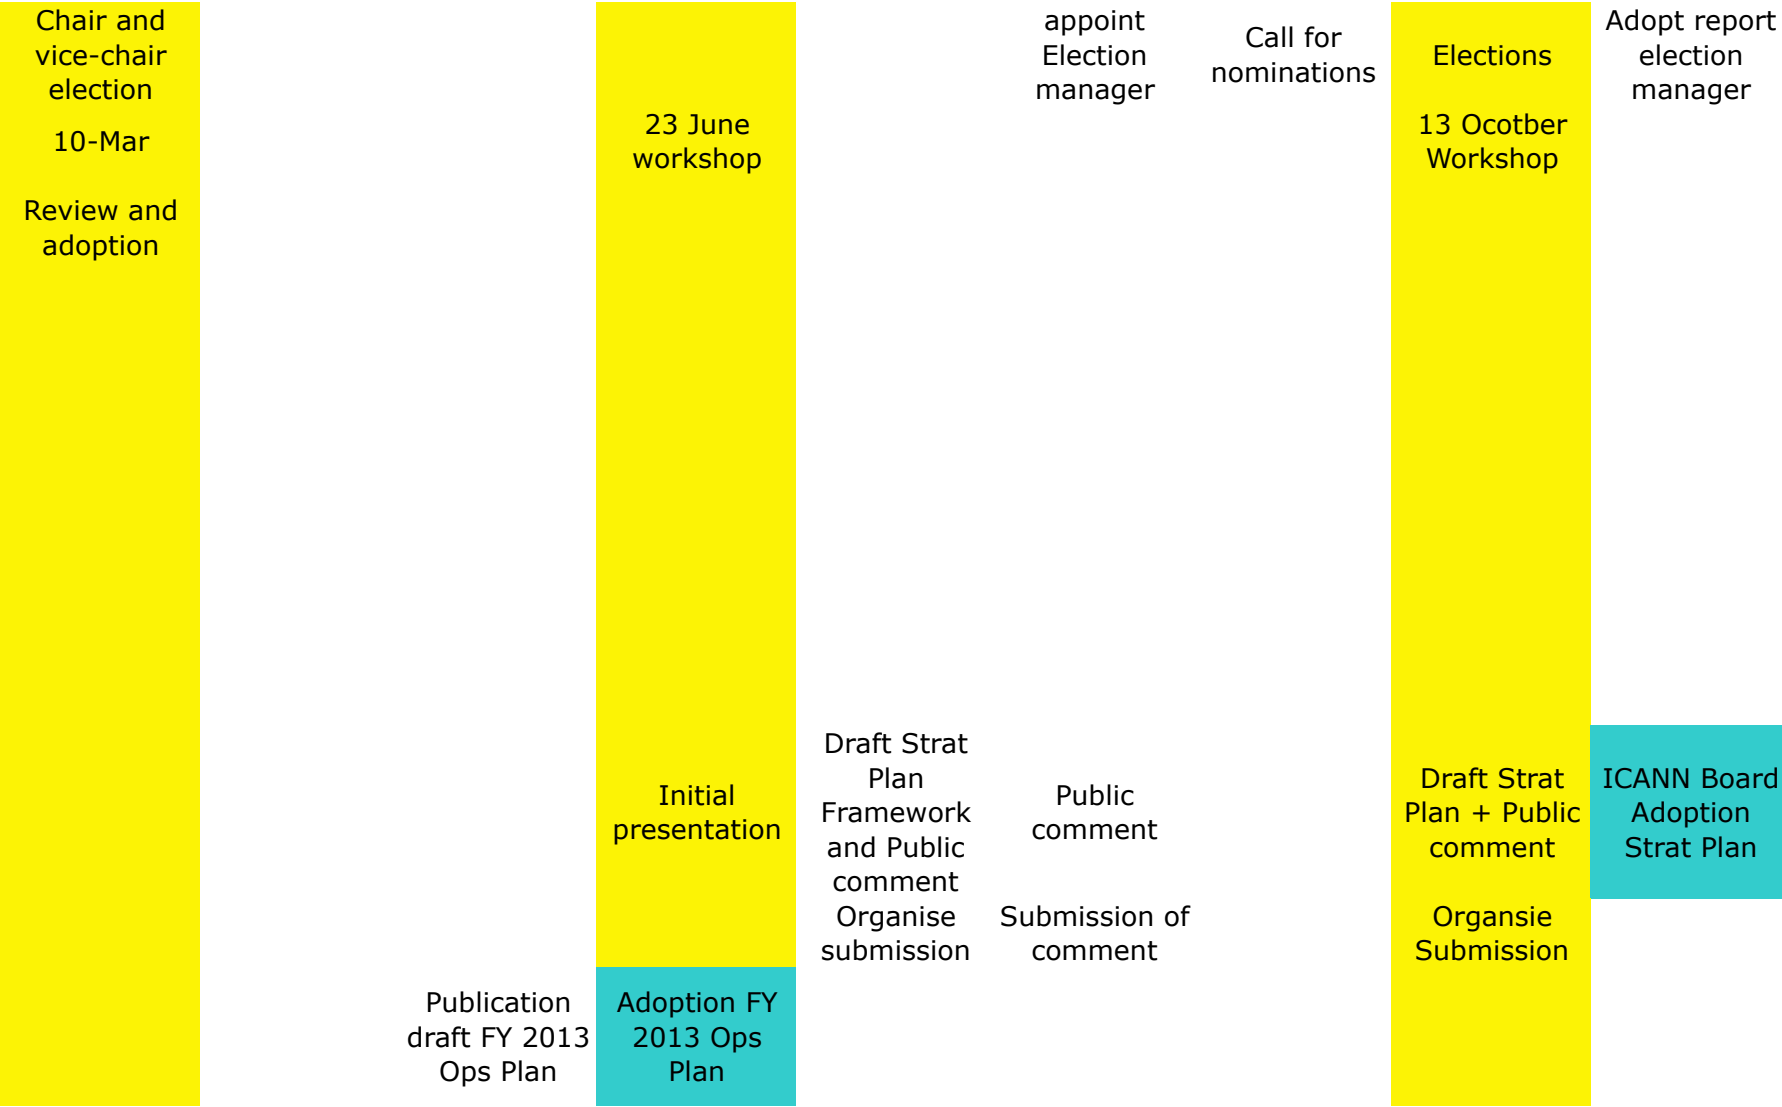 Chair and
vice-chair
election
appoint
Election
manager
Call for
nominations
Elections
Adopt report
election
manager
10-Mar
23 June
workshop
13 Ocotber
Workshop
Review and
adoption
Initial
presentation
Draft Strat
Plan
Framework
and Public
comment
Public
comment
Draft Strat
Plan + Public
comment
ICANN Board
Adoption
Strat Plan
Organise
submission
Submission of
comment
Organsie
Submission
Publication
draft FY 2013
Ops Plan
Adoption FY
2013 Ops
Plan